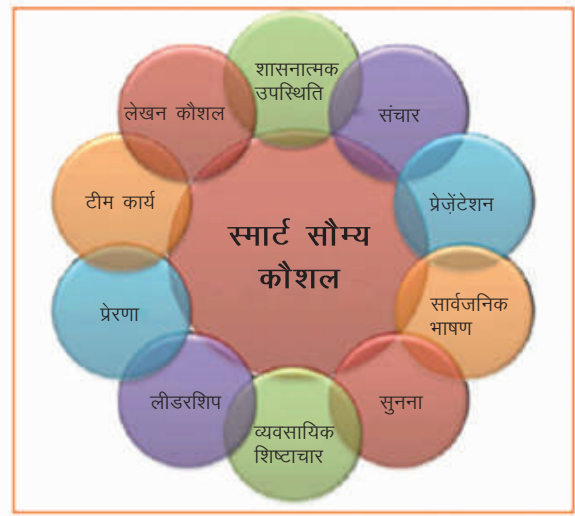 शासनात्मक
उपस्थिति
संचार
प्रेज़ेंटेशन
सार्वजनिक
भाषण
सुनना
व्यवसायिक
शिष्टाचार
लीडरशिप
प्रेरणा
टीम कार्य
लेखन कौशल
स्मार्ट सौम्य
कौशल